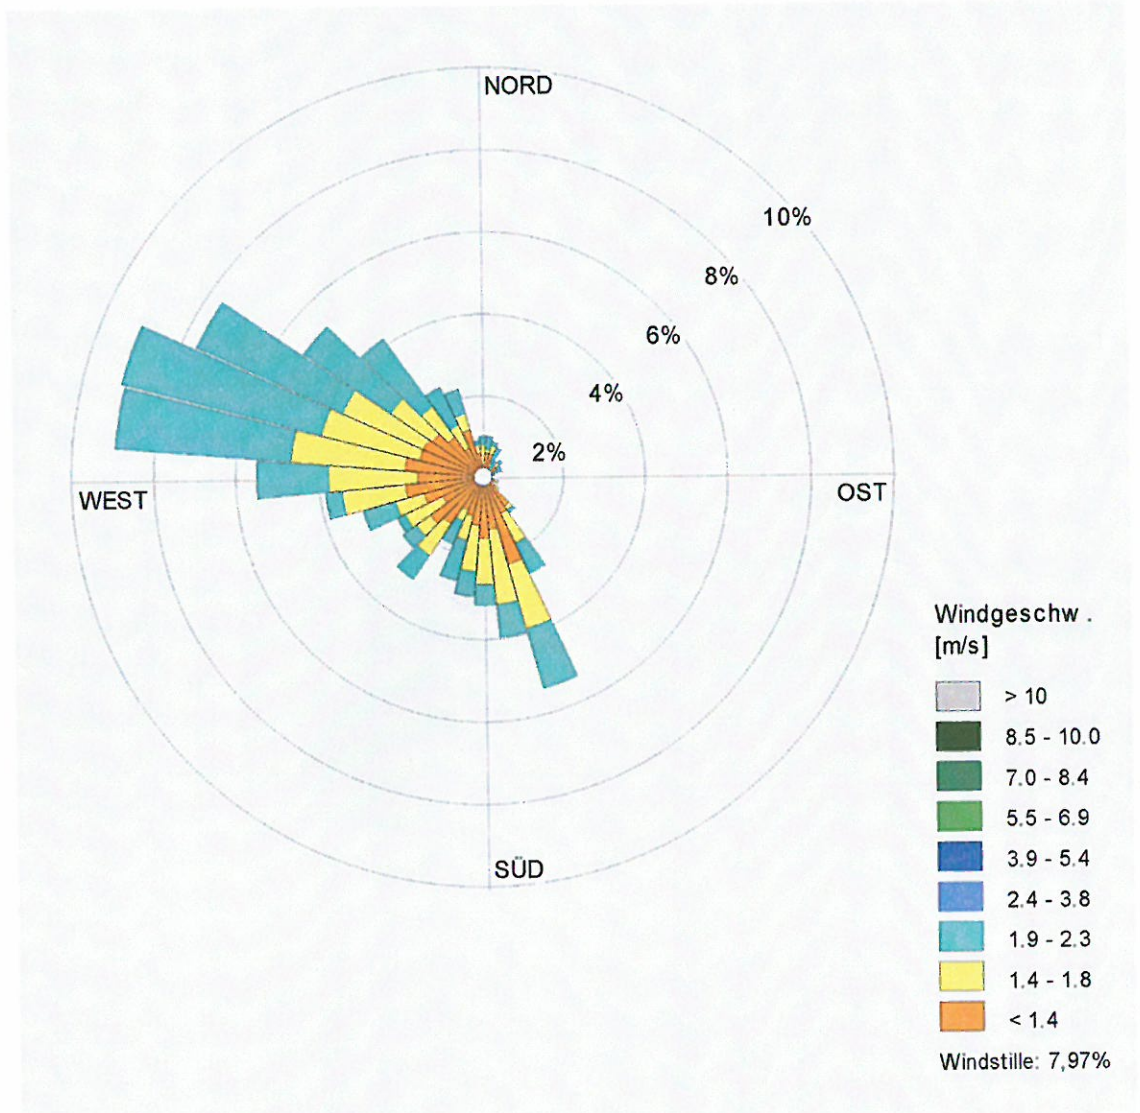 NORD
10%
8%
6%
4%
2%
WEST
OST
SÜD
Windgeschw .
[m/s]
> 10
8.5 - 10.0
7.0 - 8.4
5.5 - 6.9
3.9 - 5.4
2.4 - 3.8
1.9 - 2.3
1.4 - 1.8
< 1.4
Windstille: 7,97%